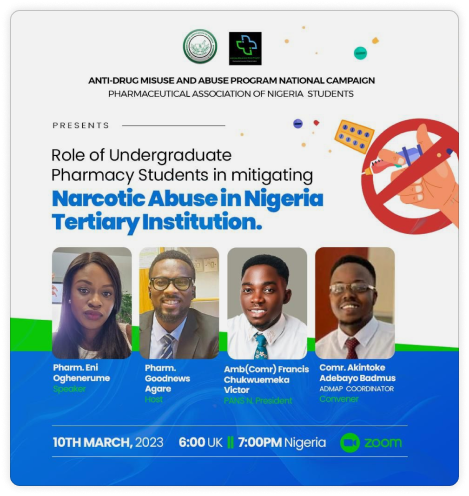 ANTI-DRUG MISUSE AND ABUSE PROGRAM NATIONAL CAMPAIGN
PHARMACEUTICAL ASSOCIATION OF NIGERIA STUDENTS
PRESENTS
Role of Undergraduate
Pharmacy Students in mitigating
Narcotic Abuse in Nigeria
Tertiary Institution.
Pharm. Eni
Oghenerume
Speaker
Pharm.
Goodnews
Agare
Host
Amb(Comr) Francis
Chukwuemeka
Victor
PANS N. President
Comr. Akintoke
Adebayo Badmus
ADMAP COORDINATOR
Convener
10TH MARCH, 2023
6:00 UK || 7:00PM Nigeria
zoom